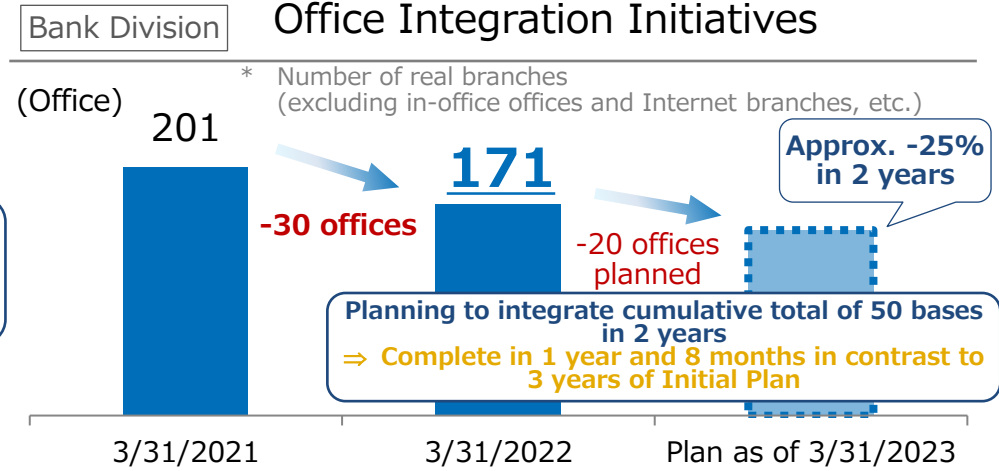 Bank Division
Office Integration Initiatives
* Number of real branches
(excluding in-office offices and Internet branches, etc.)
(Office)
201
171
Approx. -25%
in 2 years
-30 offices
-20 offices
planned
Planning to integrate cumulative total of 50 bases
in 2 years
⇒ Complete in 1 year and 8 months in contrast to
3 years of Initial Plan
3/31/2021
3/31/2022
Plan as of 3/31/2023